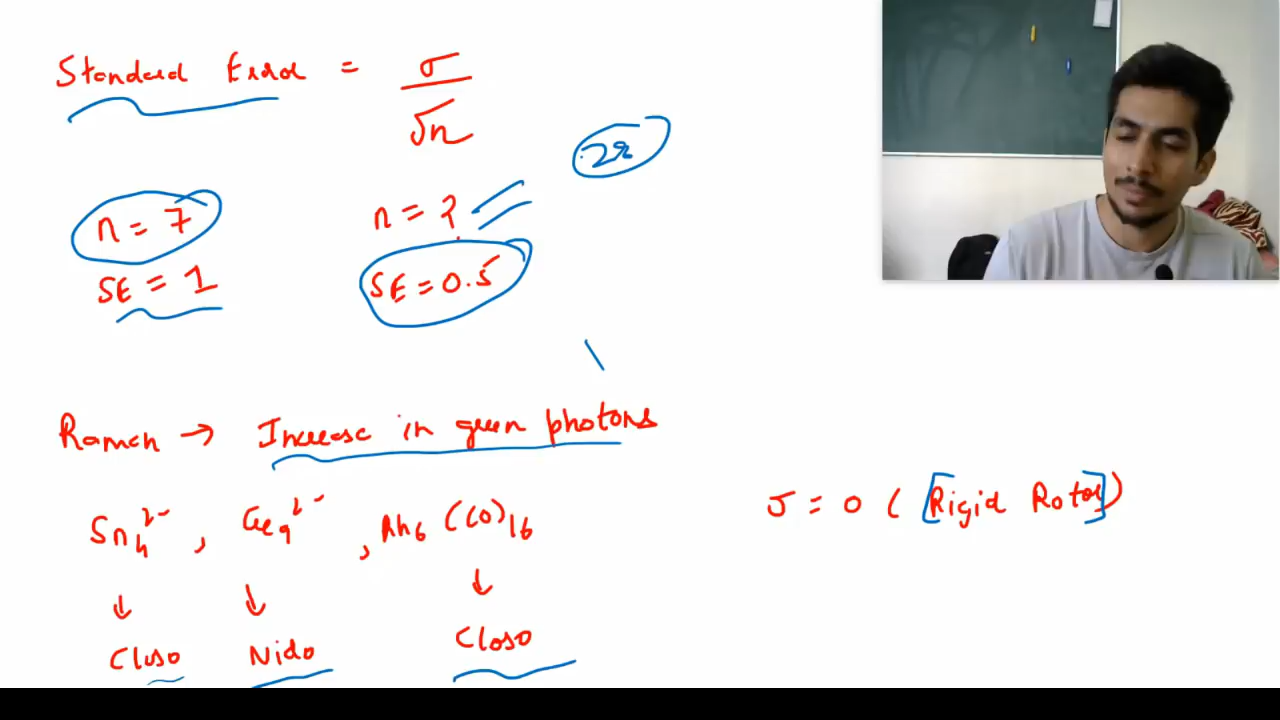 Standard Error = σ/√n
28
n = 7 n = ?
SE = 1 SE = 0.5
Raman → Increase in green photons
Sn₄²⁻, Ge₉²⁻, Rh₆(CO)₁₆
J = 0 (Rigid Rotor)
↓ ↓ ↓
Closo Nido Closo